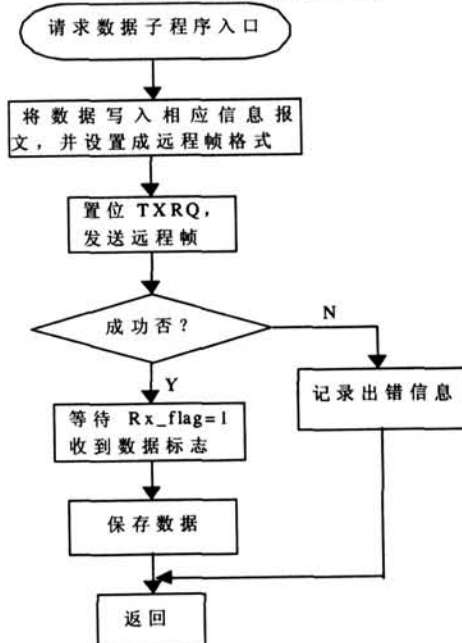 请求数据子程序入口
将数据写入相应信息报
文，并设置成远程帧格式
置位 TXRQ，
发送远程帧
成功否？
N
Y
等待 Rx_flag=1
收到数据标志
记录出错信息
保存数据
返回